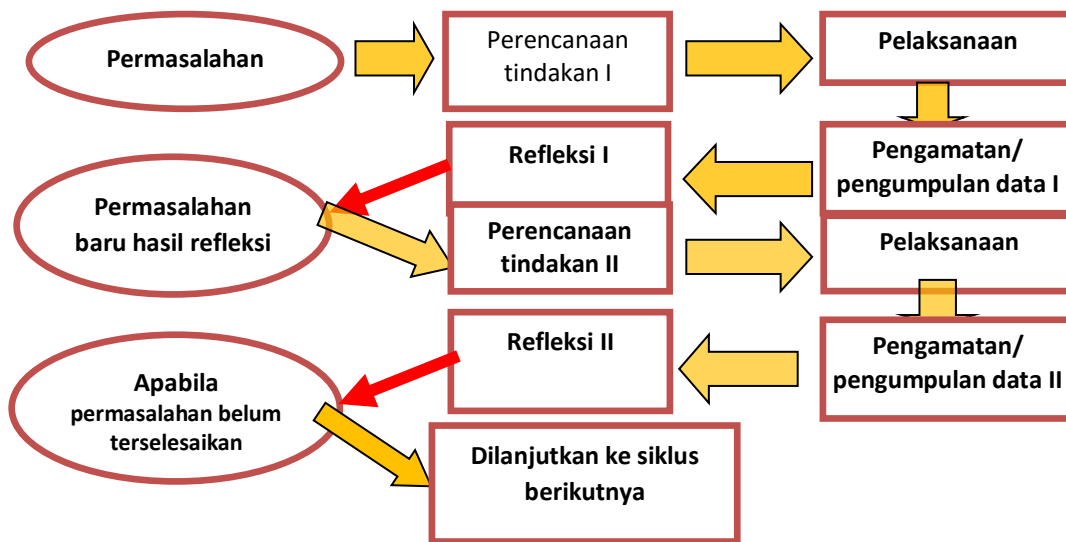 Permasalahan
Perencanaan
tindakan I
Pelaksanaan
Refleksi I
Pengamatan/
pengumpulan data I
Permasalahan
baru hasil refleksi
Perencanaan
tindakan II
Pelaksanaan
Refleksi II
Pengamatan/
pengumpulan data II
Apabila
permasalahan belum
terselesaikan
Dilanjutkan ke siklus
berikutnya